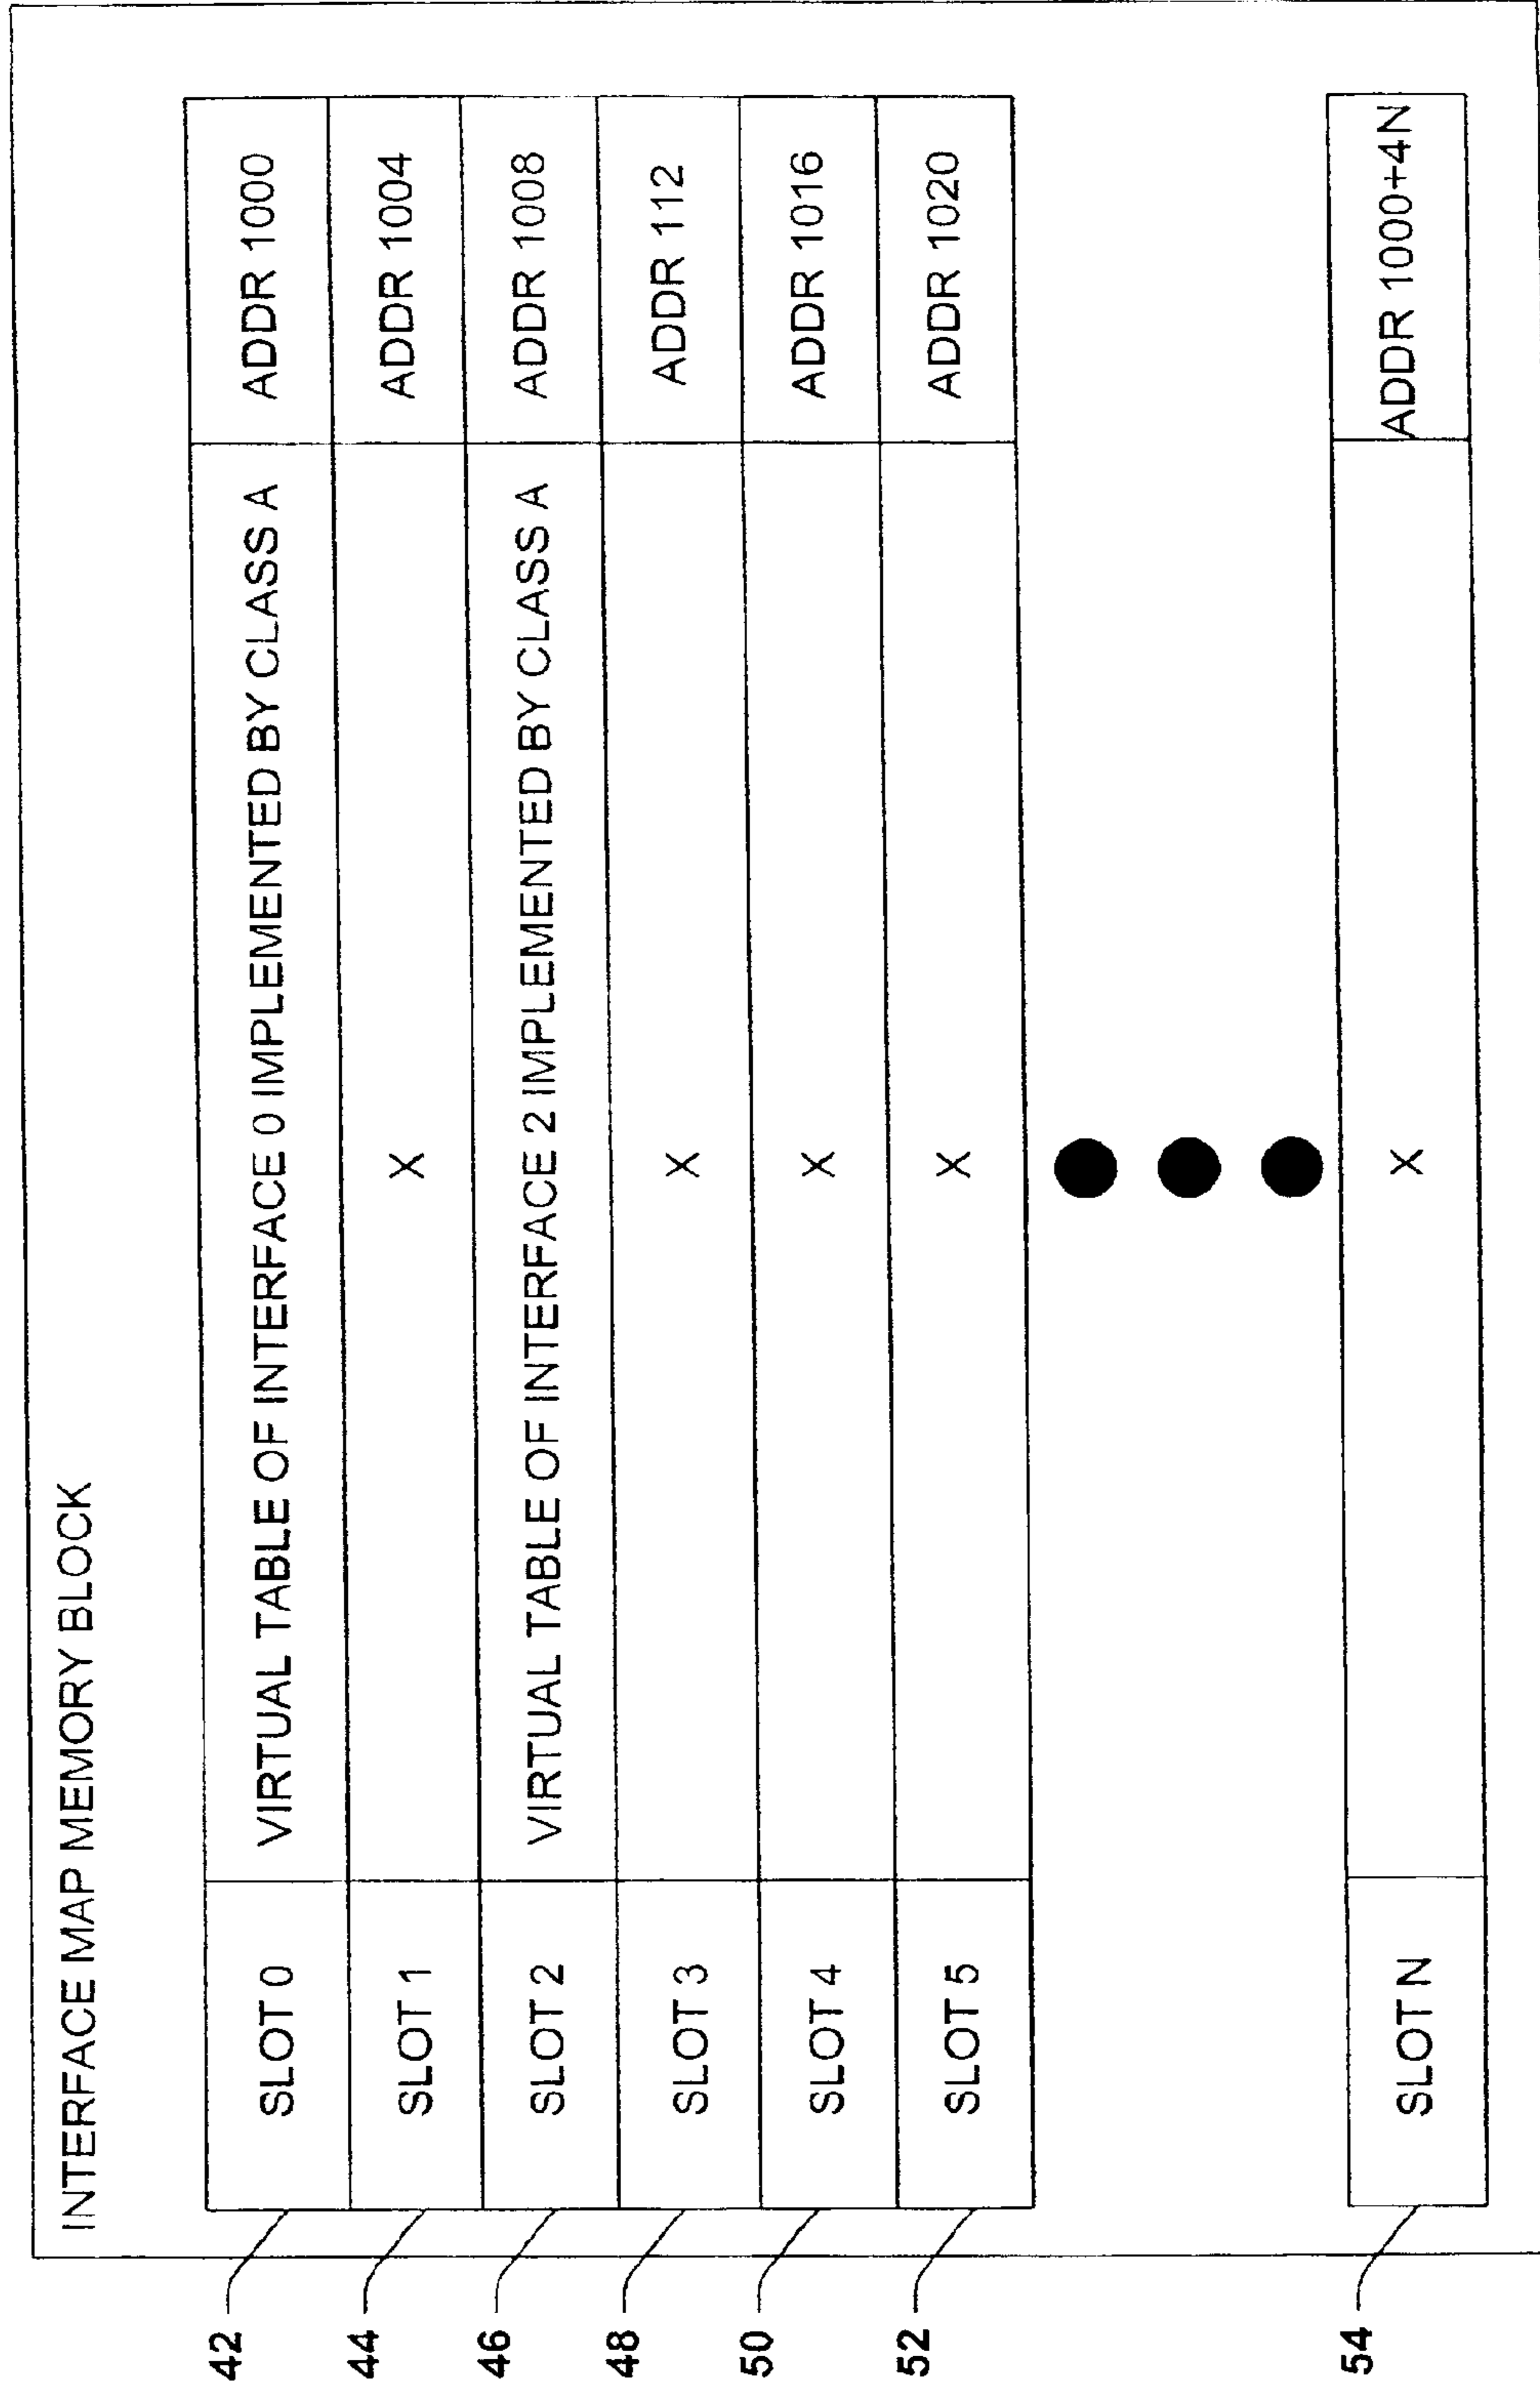 INTERFACE MAP MEMORY BLOCK
42 SLOT 0 VIRTUAL TABLE OF INTERFACE 0 IMPLEMENTED BY CLASS A ADDR 1000
44 SLOT 1 X ADDR 1004
46 SLOT 2 VIRTUAL TABLE OF INTERFACE 2 IMPLEMENTED BY CLASS A ADDR 1008
48 SLOT 3 X ADDR 112
50 SLOT 4 X ADDR 1016
52 SLOT 5 X ADDR 1020
54 SLOT N X ADDR 1000+4N